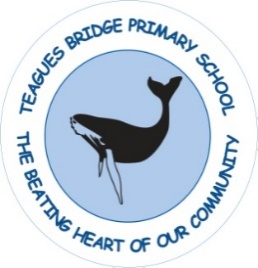 TEAGUES BRIDGE PRIMARY SCHOOL
THE BEATING HEART OF OUR COMMUNITY